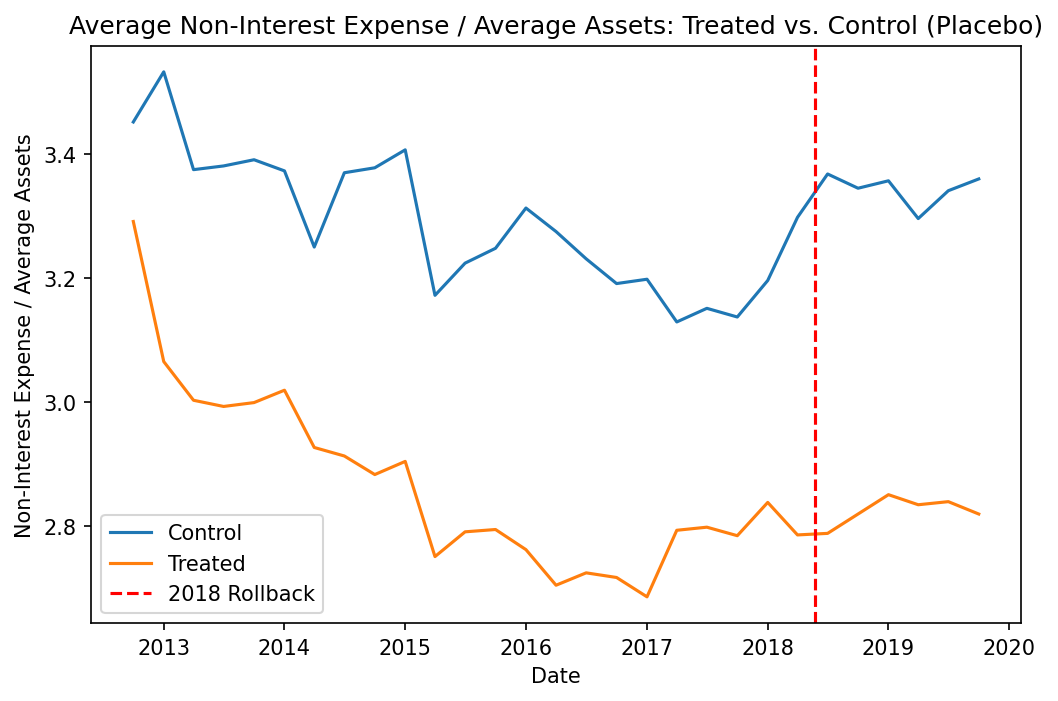 Average Non-Interest Expense / Average Assets: Treated vs. Control (Placebo)
Non-Interest Expense / Average Assets
3.4
3.2
3.0
2.8
Control
Treated
2018 Rollback
2013 2014 2015 2016 2017 2018 2019 2020
Date